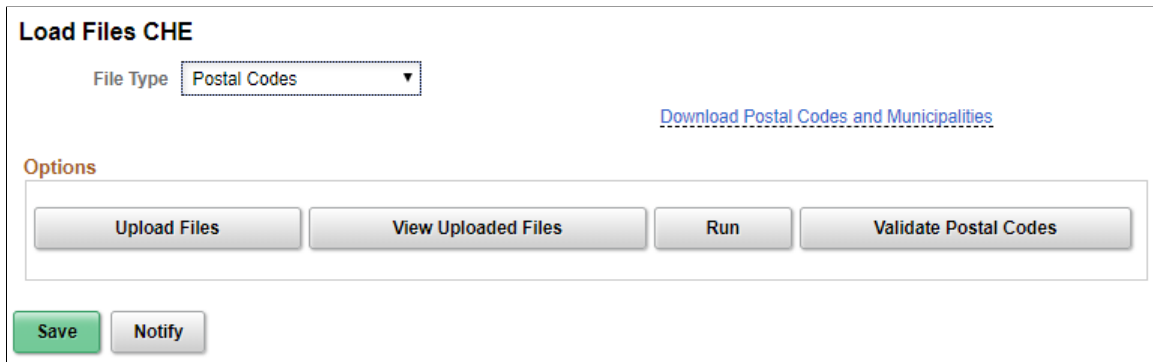 Load Files CHE
File Type Postal Codes
Download Postal Codes and Municipalities
Options
Upload Files View Uploaded Files Run Validate Postal Codes
Save Notify